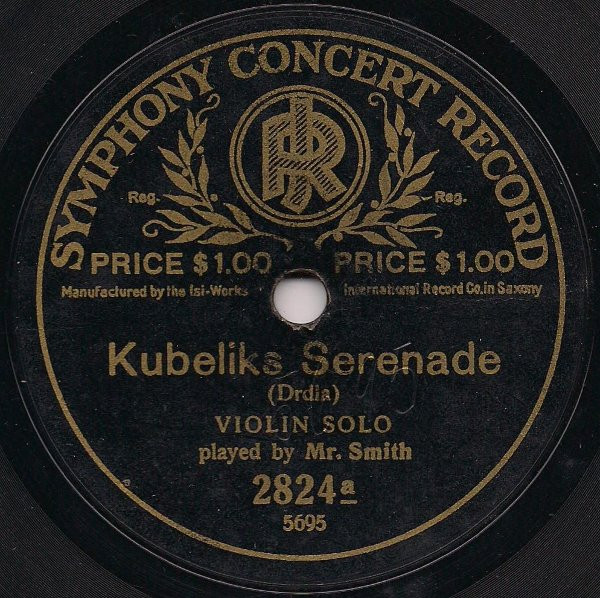 SYMPHONY CONCERT RECORD
Reg. Reg.
PRICE $1.00 PRICE $1.00
Manufactured by the Isi-Works International Record Co. in Saxony
Kubeliks Serenade
(Drdla)
VIOLIN SOLO
played by Mr. Smith
2824a
5695